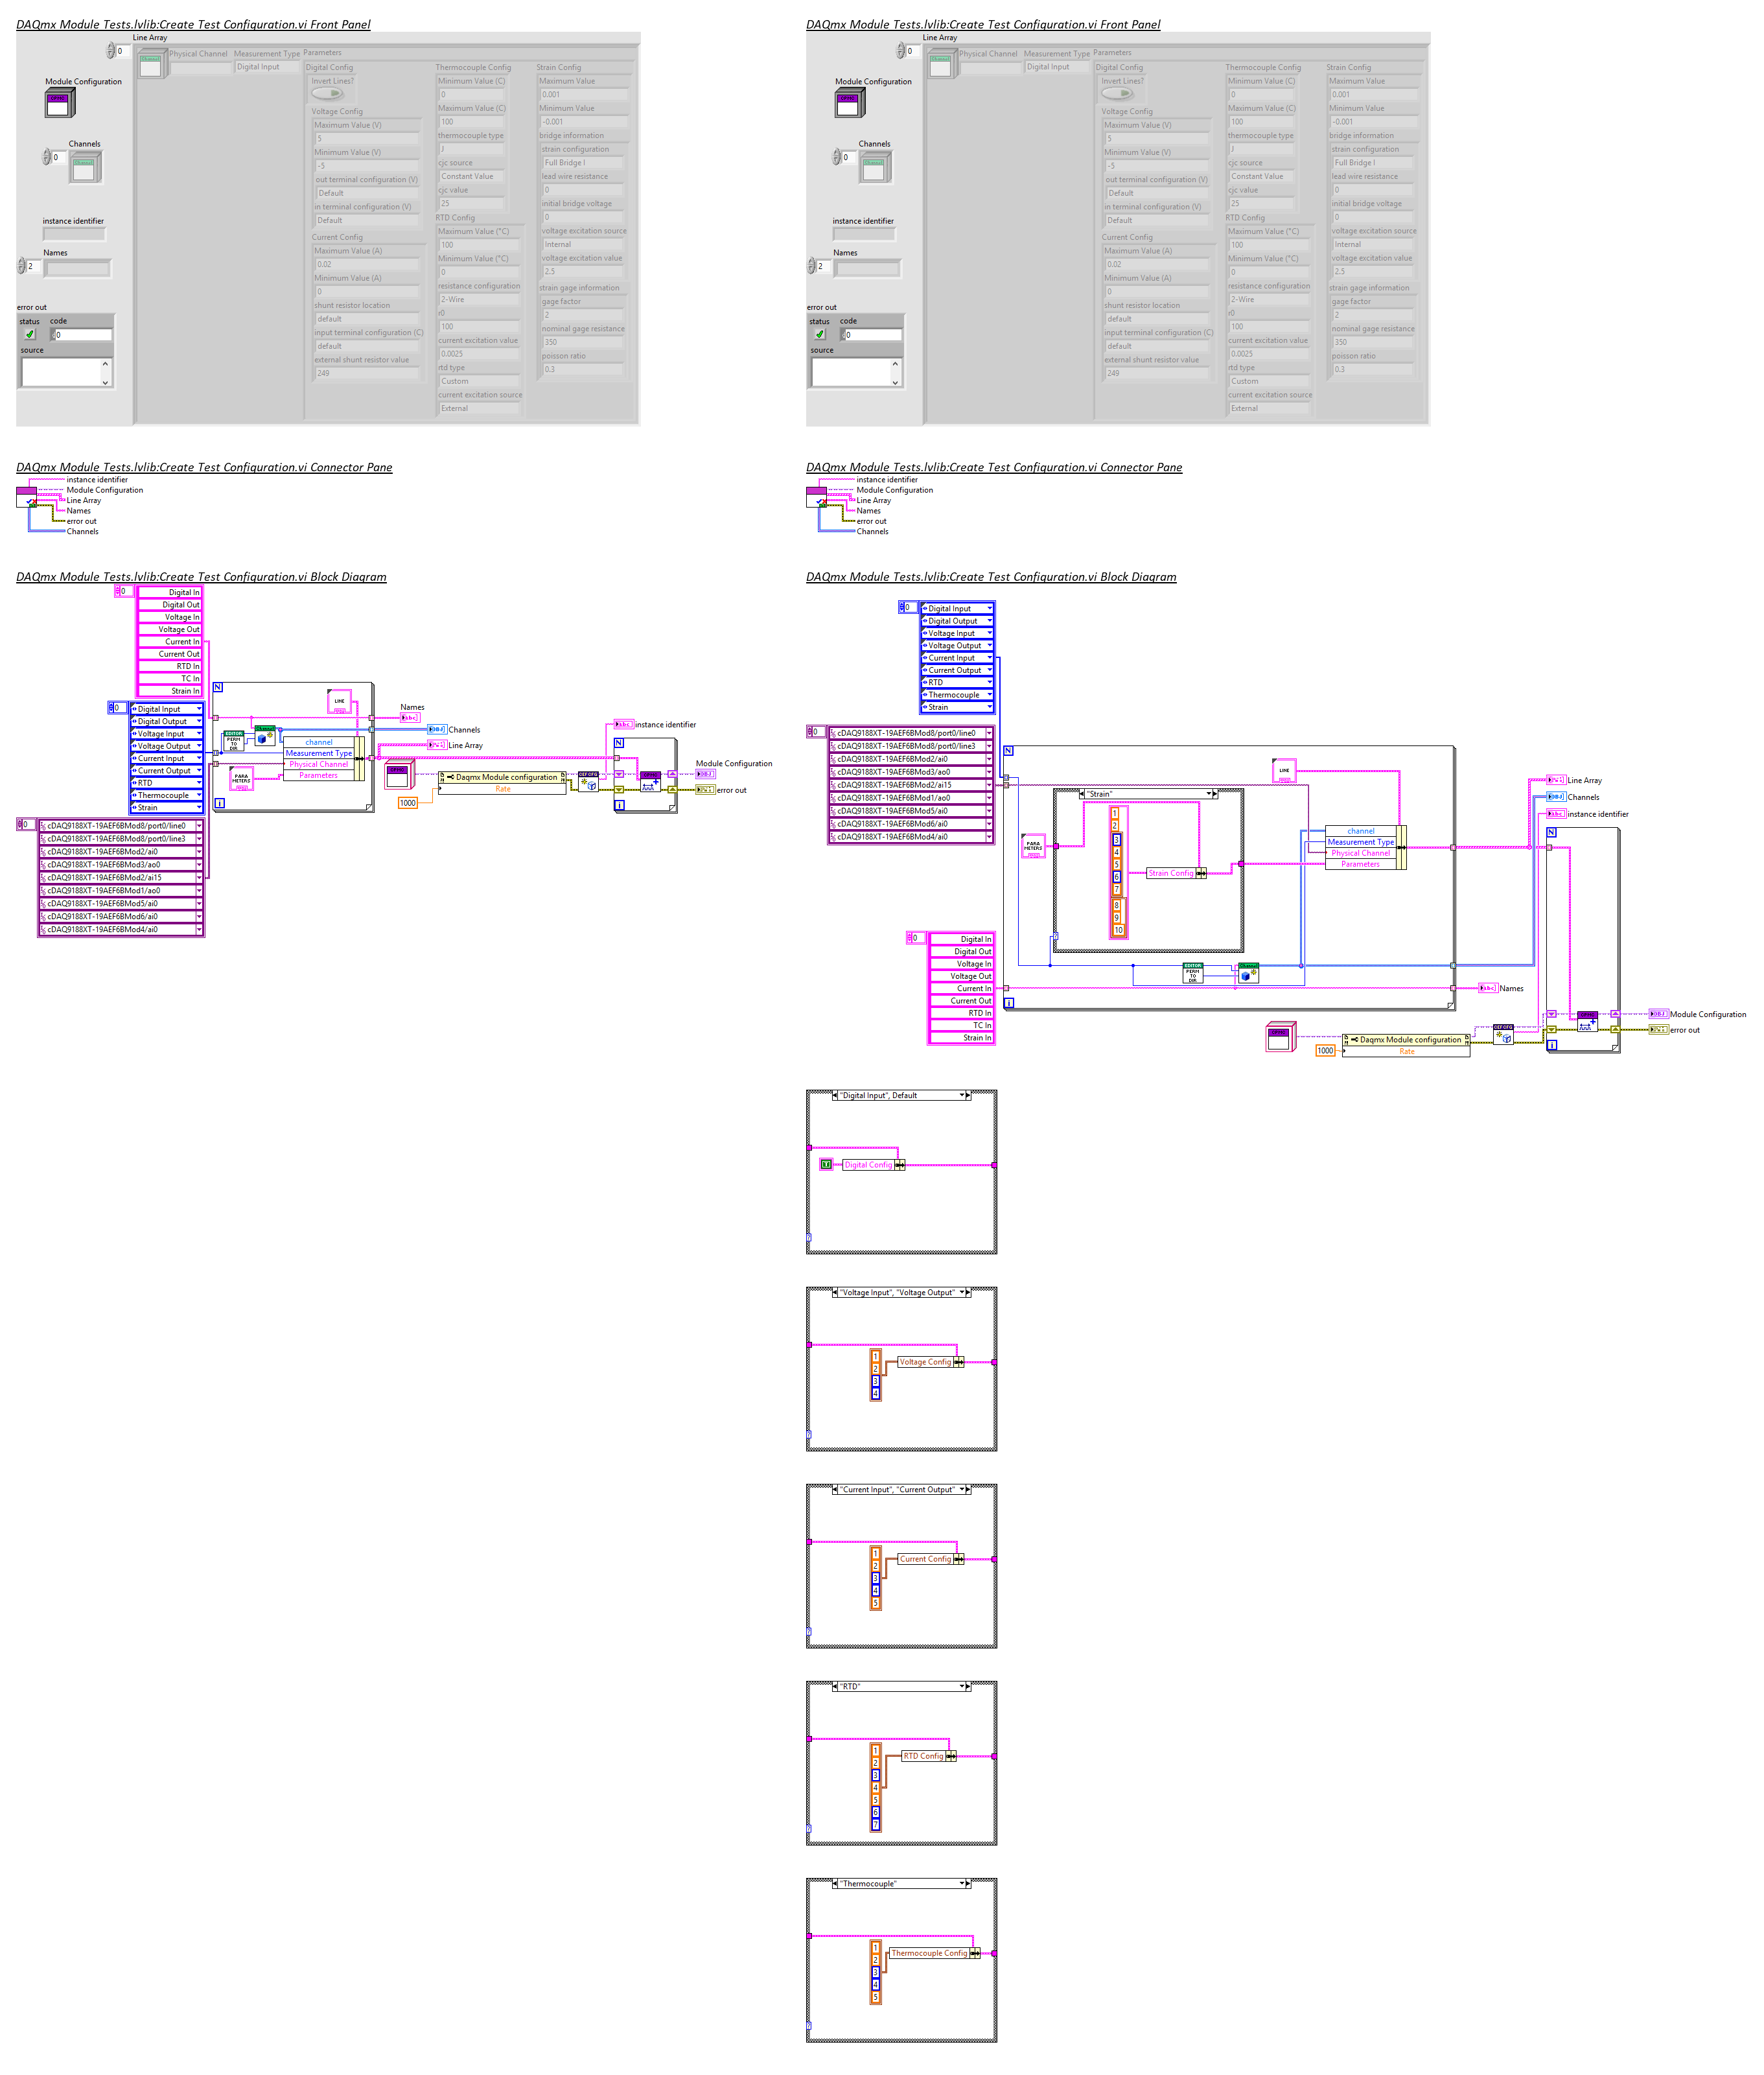 DAQmx Module Tests.lvlib:Create Test Configuration.vi Front Panel
Line Array
0
Physical Channel
Measurement Type
Digital Input
Parameters
Digital Config
Invert Lines?
Voltage Config
Maximum Value (V)
5
Minimum Value (V)
-5
out terminal configuration (V)
Default
in terminal configuration (V)
Default
Current Config
Maximum Value (A)
0.02
Minimum Value (A)
0
shunt resistor location
default
input terminal configuration (C)
default
external shunt resistor value
249
Thermocouple Config
Minimum Value (C)
0
Maximum Value (C)
100
thermocouple type
J
cjc source
Constant Value
cjc value
25
RTD Config
Maximum Value (°C)
100
Minimum Value (°C)
0
resistance configuration
2-Wire
r0
100
current excitation value
0.0025
rtd type
Custom
current excitation source
External
Strain Config
Maximum Value
0.001
Minimum Value
-0.001
bridge information
strain configuration
Full Bridge I
lead wire resistance
0
initial bridge voltage
0
voltage excitation source
Internal
voltage excitation value
2.5
strain gage information
gage factor
2
nominal gage resistance
350
poisson ratio
0.3
Module Configuration
Channels
0
instance identifier
Names
2
error out
status code
0
source
DAQmx Module Tests.lvlib:Create Test Configuration.vi Connector Pane
instance identifier
Module Configuration
Line Array
Names
error out
Channels
DAQmx Module Tests.lvlib:Create Test Configuration.vi Block Diagram
0
Digital In
Digital Out
Voltage In
Voltage Out
Current In
Current Out
RTD In
TC In
Strain In
0
Digital Input
Digital Output
Voltage Input
Voltage Output
Current Input
Current Output
RTD
Thermocouple
Strain
0
cDAQ9188XT-19AEF6BMod8/port0/line0
cDAQ9188XT-19AEF6BMod8/port0/line3
cDAQ9188XT-19AEF6BMod2/ai0
cDAQ9188XT-19AEF6BMod3/ao0
cDAQ9188XT-19AEF6BMod2/ai15
cDAQ9188XT-19AEF6BMod1/ao0
cDAQ9188XT-19AEF6BMod5/ai0
cDAQ9188XT-19AEF6BMod6/ai0
cDAQ9188XT-19AEF6BMod4/ai0
N
LINE
EDITOR
PERM TO DIR
PARA METERS
channel
Measurement Type
Physical Channel
Parameters
i
Names
Channels
Line Array
Daqmx Module configuration
Rate
1000
instance identifier
N
i
Module Configuration
error out
DAQmx Module Tests.lvlib:Create Test Configuration.vi Front Panel
Line Array
0
Physical Channel
Measurement Type
Digital Input
Parameters
Digital Config
Invert Lines?
Voltage Config
Maximum Value (V)
5
Minimum Value (V)
-5
out terminal configuration (V)
Default
in terminal configuration (V)
Default
Current Config
Maximum Value (A)
0.02
Minimum Value (A)
0
shunt resistor location
default
input terminal configuration (C)
default
external shunt resistor value
249
Thermocouple Config
Minimum Value (C)
0
Maximum Value (C)
100
thermocouple type
J
cjc source
Constant Value
cjc value
25
RTD Config
Maximum Value (°C)
100
Minimum Value (°C)
0
resistance configuration
2-Wire
r0
100
current excitation value
0.0025
rtd type
Custom
current excitation source
External
Strain Config
Maximum Value
0.001
Minimum Value
-0.001
bridge information
strain configuration
Full Bridge I
lead wire resistance
0
initial bridge voltage
0
voltage excitation source
Internal
voltage excitation value
2.5
strain gage information
gage factor
2
nominal gage resistance
350
poisson ratio
0.3
Module Configuration
Channels
0
instance identifier
Names
2
error out
status code
0
source
DAQmx Module Tests.lvlib:Create Test Configuration.vi Connector Pane
instance identifier
Module Configuration
Line Array
Names
error out
Channels
DAQmx Module Tests.lvlib:Create Test Configuration.vi Block Diagram
0
Digital Input
Digital Output
Voltage Input
Voltage Output
Current Input
Current Output
RTD
Thermocouple
Strain
0
cDAQ9188XT-19AEF6BMod8/port0/line0
cDAQ9188XT-19AEF6BMod8/port0/line3
cDAQ9188XT-19AEF6BMod2/ai0
cDAQ9188XT-19AEF6BMod3/ao0
cDAQ9188XT-19AEF6BMod2/ai15
cDAQ9188XT-19AEF6BMod1/ao0
cDAQ9188XT-19AEF6BMod5/ai0
cDAQ9188XT-19AEF6BMod6/ai0
cDAQ9188XT-19AEF6BMod4/ai0
0
Digital In
Digital Out
Voltage In
Voltage Out
Current In
Current Out
RTD In
TC In
Strain In
N
PARA METERS
"Strain"
1
2
3
4
5
6
7
8
9
10
Strain Config
LINE
channel
Measurement Type
Physical Channel
Parameters
EDITOR
PERM TO DIR
i
Line Array
Channels
instance identifier
N
Names
Daqmx Module configuration
Rate
1000
i
Module Configuration
error out
"Digital Input", Default
Digital Config
"Voltage Input", "Voltage Output"
1
2
3
4
Voltage Config
"Current Input", "Current Output"
1
2
3
4
5
Current Config
"RTD"
1
2
3
4
5
6
7
RTD Config
"Thermocouple"
1
2
3
4
5
Thermocouple Config